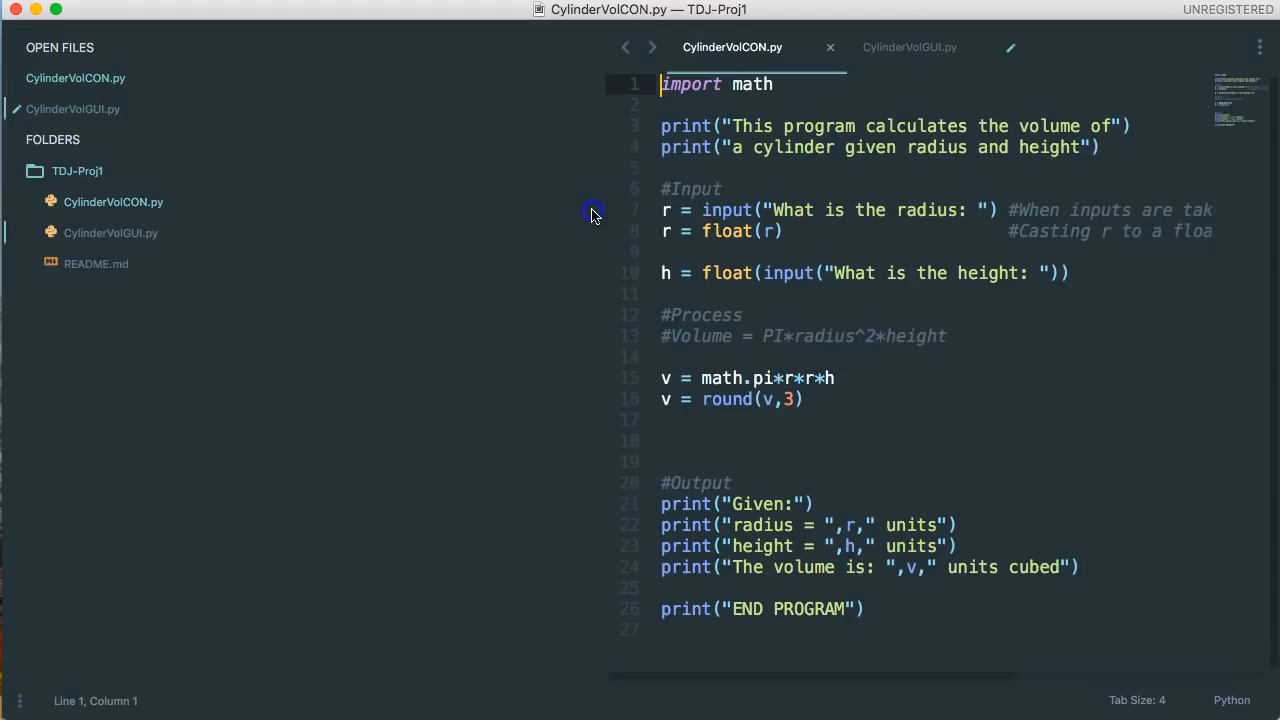 CylinderVolCON.py — TDJ-Proj1
UNREGISTERED
OPEN FILES
CylinderVolCON.py
CylinderVolGUI.py
FOLDERS
TDJ-Proj1
CylinderVolCON.py
CylinderVolGUI.py
README.md
CylinderVolCON.py
CylinderVolGUI.py
1 import math
2
3 print("This program calculates the volume of")
4 print("a cylinder given radius and height")
5
6 #Input
7 r = input("What is the radius: ") #When inputs are tak
8 r = float(r) #Casting r to a floa
9
10 h = float(input("What is the height: "))
11
12 #Process
13 #Volume = PI*radius^2*height
14
15 v = math.pi*r*r*h
16 v = round(v,3)
17
18
19
20 #Output
21 print("Given:")
22 print("radius = ",r," units")
23 print("height = ",h," units")
24 print("The volume is: ",v," units cubed")
25
26 print("END PROGRAM")
27
Line 1, Column 1
Tab Size: 4
Python